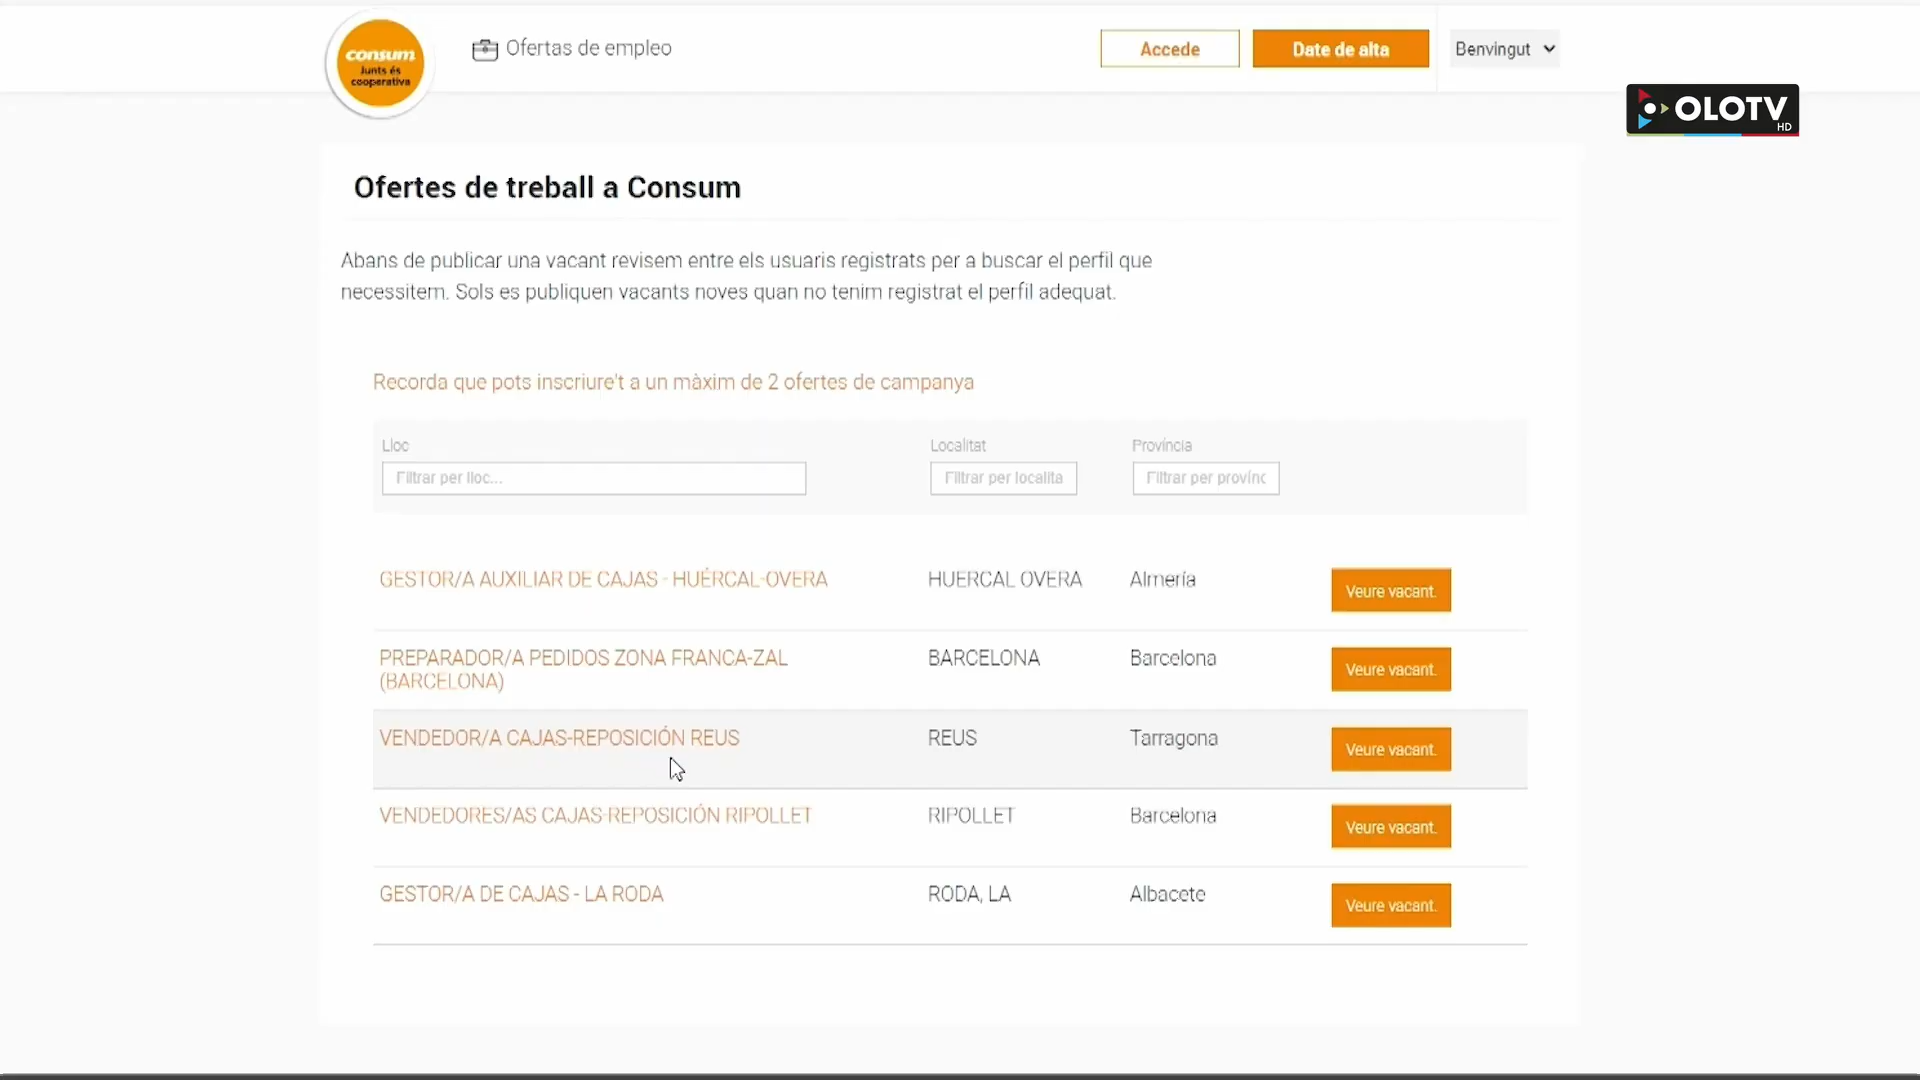 consum
Junts és
cooperativa
Ofertas de empleo
Accede
Date de alta
Benvingut
OLOTV
HD
Ofertes de treball a Consum
Abans de publicar una vacant revisem entre els usuaris registrats per a buscar el perfil que
necessitem. Sols es publiquen vacants noves quan no tenim registrat el perfil adequat.
Recorda que pots inscriure't a un màxim de 2 ofertes de campanya
Lloc
Localitat
Província
Filtrar per lloc...
Filtrar per localita
Filtrar per provínc
GESTOR/A AUXILIAR DE CAJAS - HUÉRCAL-OVERA
HUERCAL OVERA
Almería
Veure vacant.
PREPARADOR/A PEDIDOS ZONA FRANCA-ZAL
(BARCELONA)
BARCELONA
Barcelona
Veure vacant.
VENDEDOR/A CAJAS-REPOSICIÓN REUS
REUS
Tarragona
Veure vacant.
VENDEDORES/AS CAJAS-REPOSICIÓN RIPOLLET
RIPOLLET
Barcelona
Veure vacant.
GESTOR/A DE CAJAS - LA RODA
RODA, LA
Albacete
Veure vacant.